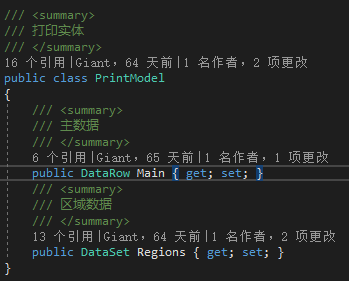 /// <summary>
/// 打印实体
/// </summary>
16 个引用|Giant，64 天前|1 名作者，2 项更改
public class PrintModel
{
/// <summary>
/// 主数据
/// </summary>
6 个引用|Giant，65 天前|1 名作者，1 项更改
public DataRow Main { get; set; }
/// <summary>
/// 区域数据
/// </summary>
13 个引用|Giant，64 天前|1 名作者，2 项更改
public DataSet Regions { get; set; }
}